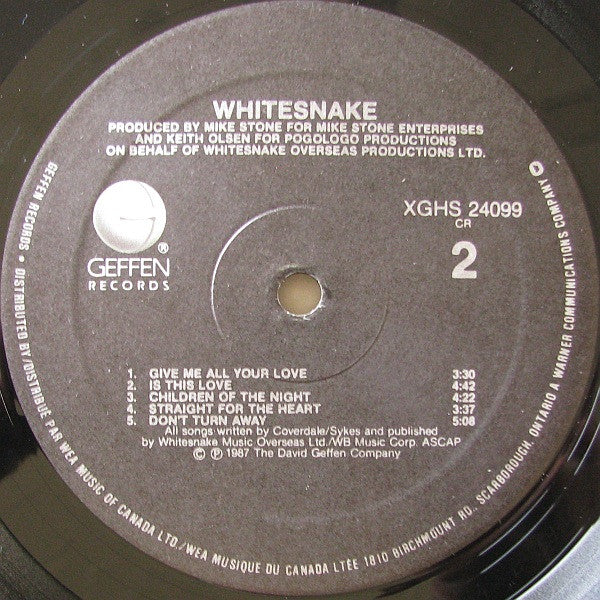 WHITESNAKE
PRODUCED BY MIKE STONE FOR MIKE STONE ENTERPRISES
AND KEITH OLSEN FOR POGOLOGO PRODUCTIONS
ON BEHALF OF WHITESNAKE OVERSEAS PRODUCTIONS LTD.
GEFFEN
RECORDS
®
XGHS 24099
CR
2
1. GIVE ME ALL YOUR LOVE 3:30
2. IS THIS LOVE 4:42
3. CHILDREN OF THE NIGHT 4:22
4. STRAIGHT FOR THE HEART 3:37
5. DON'T TURN AWAY 5:08
All songs written by Coverdale/Sykes and published
by Whitesnake Music Overseas Ltd./WB Music Corp. ASCAP
© ℗ 1987 The David Geffen Company
GEFFEN RECORDS • DISTRIBUTED BY/DISTRIBUÉ PAR WEA MUSIC OF CANADA LTD./WEA MUSIQUE DU CANADA LTÉE 1810 BIRCHMOUNT RD. SCARBOROUGH, ONTARIO A WARNER COMMUNICATIONS COMPANY